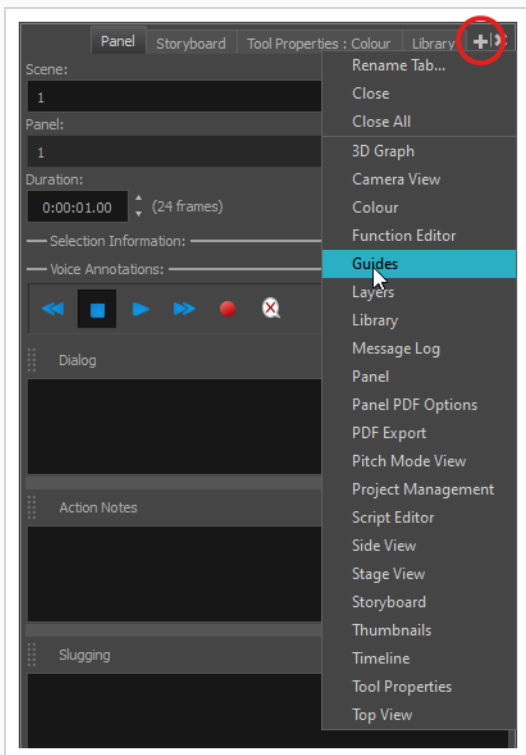 Panel Storyboard Tool Properties : Colour Library
Scene:
1
Panel:
1
Duration:
0:00:01.00 (24 frames)
Selection Information:
Voice Annotations:
Dialog
Action Notes
Slugging
Rename Tab...
Close
Close All
3D Graph
Camera View
Colour
Function Editor
Guides
Layers
Library
Message Log
Panel
Panel PDF Options
PDF Export
Pitch Mode View
Project Management
Script Editor
Side View
Stage View
Storyboard
Thumbnails
Timeline
Tool Properties
Top View